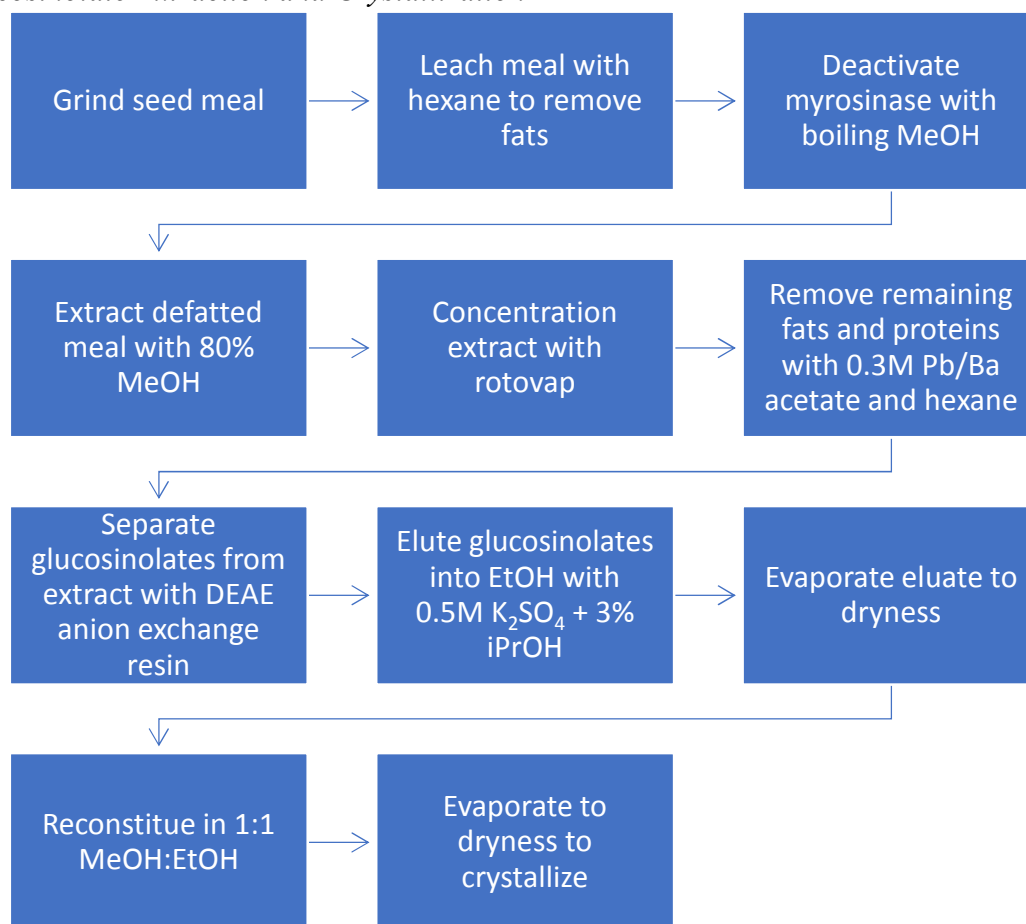 Extraction and Crystallization
Grind seed meal
Leach meal with
hexane to remove
fats
Deactivate
myrosinase with
boiling MeOH
Extract defatted
meal with 80%
MeOH
Concentration
extract with
rotovap
Remove remaining
fats and proteins
with 0.3M Pb/Ba
acetate and hexane
Separate
glucosinolates from
extract with DEAE
anion exchange
resin
Elute glucosinolates
into EtOH with
0.5M K₂SO₄ + 3%
iPrOH
Evaporate eluate to
dryness
Reconstitue in 1:1
MeOH:EtOH
Evaporate to
dryness to
crystallize